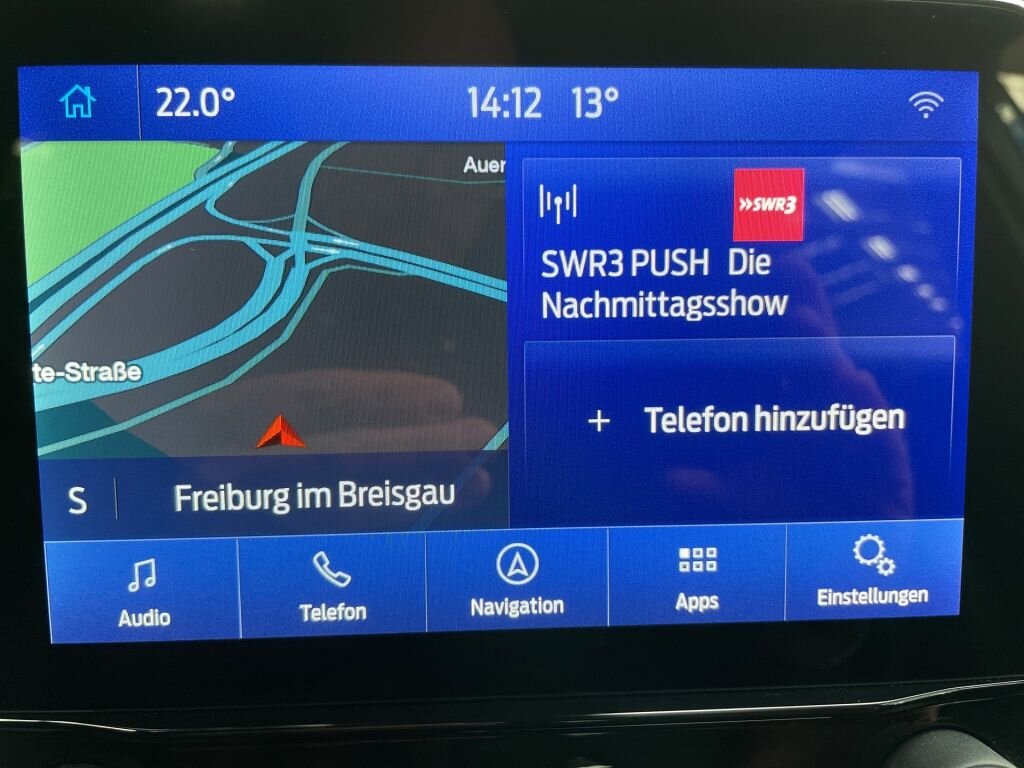 22.0°
14:12 13°
Auer
te-Straße
S
Freiburg im Breisgau
»SWR3
SWR3 PUSH Die
Nachmittagsshow
+ Telefon hinzufügen
Audio
Telefon
Navigation
Apps
Einstellungen